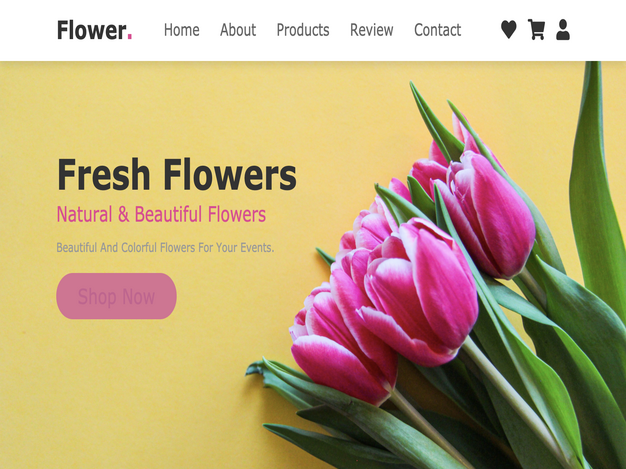 Flower. Home About Products Review Contact
Fresh Flowers
Natural & Beautiful Flowers
Beautiful And Colorful Flowers For Your Events.
Shop Now